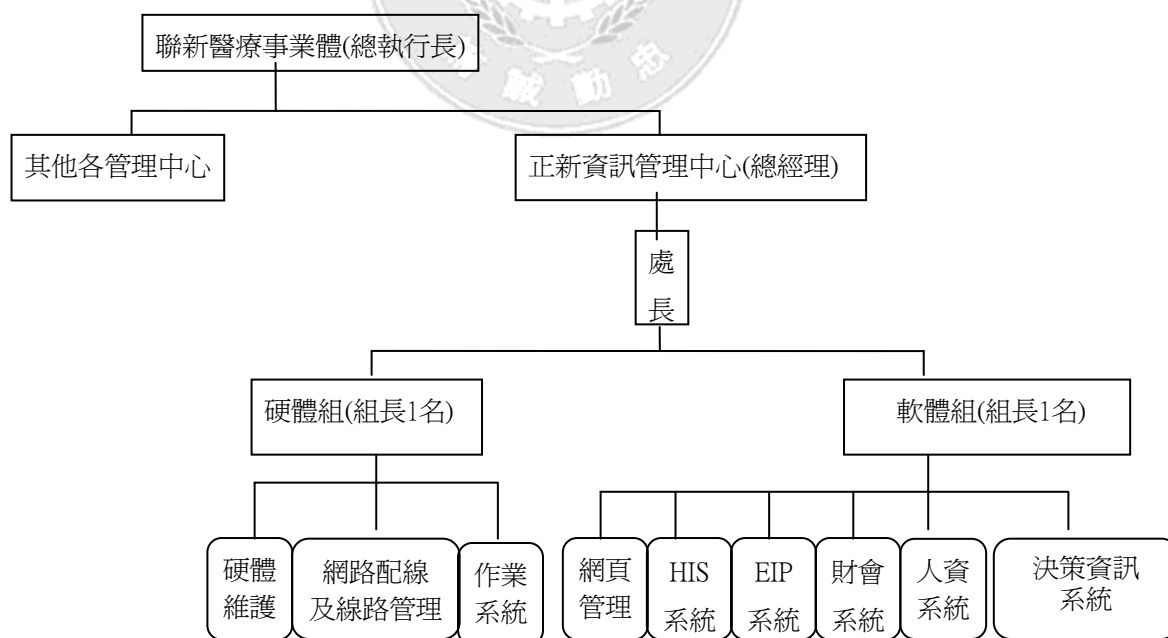 聯新醫療事業體(總執行長)
其他各管理中心
正新資訊管理中心(總經理)
處
長
硬體組(組長1名)
軟體組(組長1名)
硬體
維護
網路配線
及線路管理
作業
系統
網頁
管理
HIS
系統
EIP
系統
財會
系統
人資
系統
決策資訊
系統
誠 勤 忠